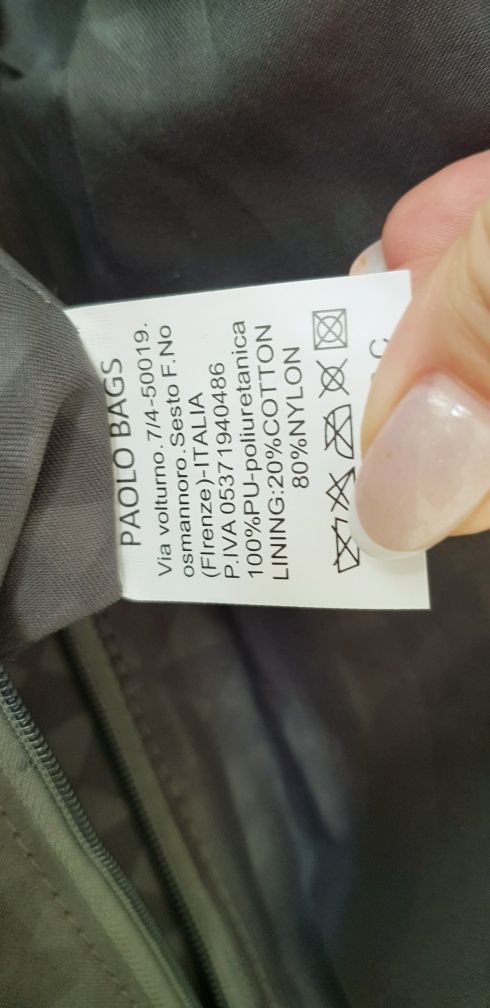 PAOLO BAGS
Via volturno.7/4-50019.
osmannoro.Sesto F.No
(FIrenze)-ITALIA
P.IVA 05371940486
100%PU-poliuretanica
LINING:20%COTTON
80%NYLON